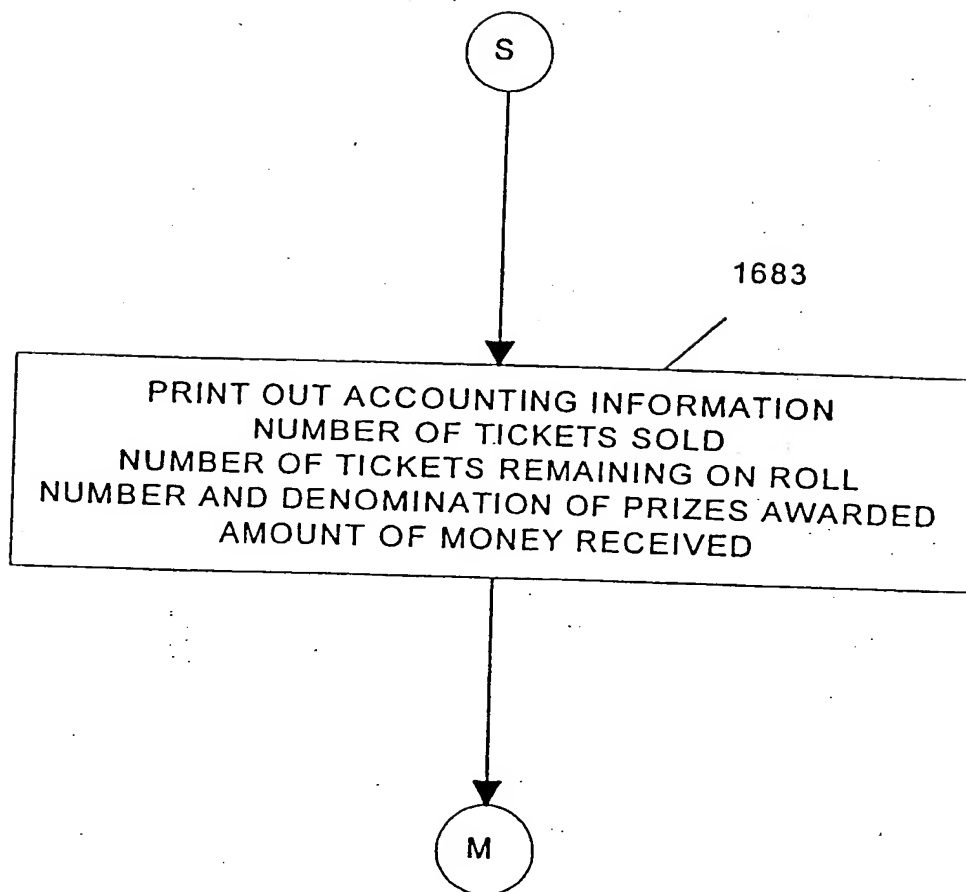 S
1683
PRINT OUT ACCOUNTING INFORMATION
NUMBER OF TICKETS SOLD
NUMBER OF TICKETS REMAINING ON ROLL
NUMBER AND DENOMINATION OF PRIZES AWARDED
AMOUNT OF MONEY RECEIVED
M